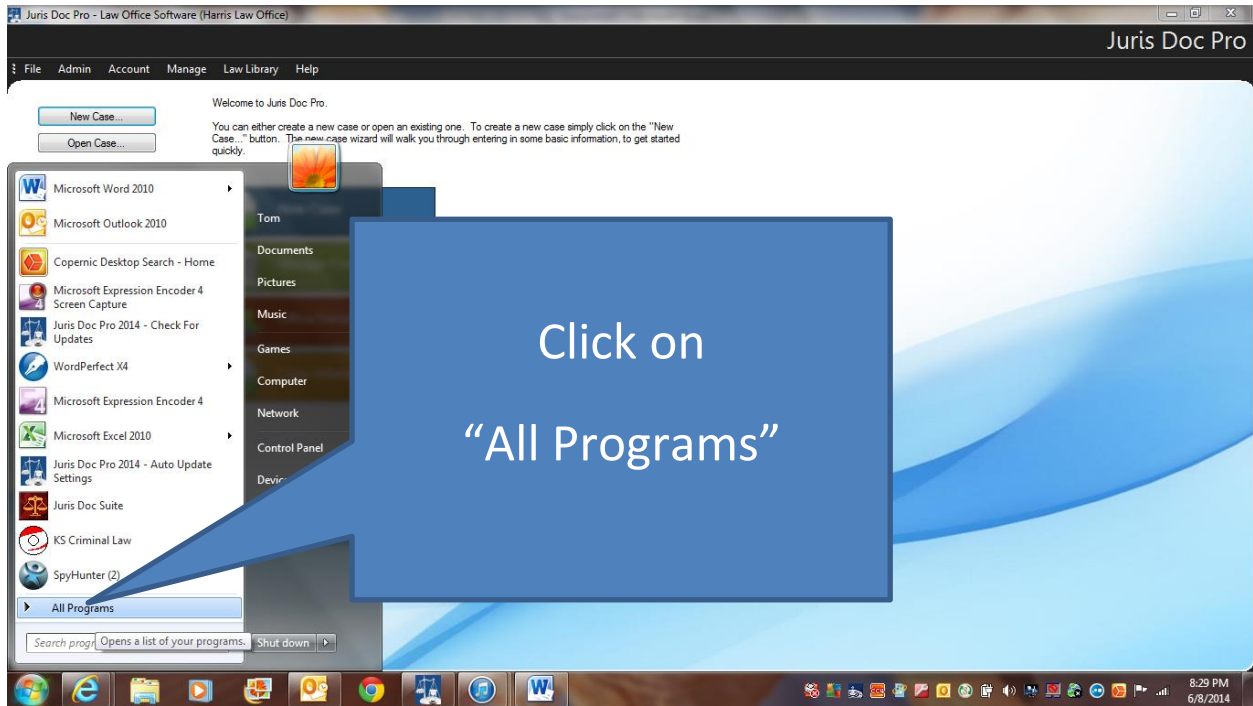 Juris Doc Pro - Law Office Software (Harris Law Office)
Juris Doc Pro
File Admin Account Manage Law Library Help
New Case...
Open Case...
Welcome to Juris Doc Pro.
You can either create a new case or open an existing one. To create a new case simply click on the "New
Case..." button. The new case wizard will walk you through entering in some basic information, to get started
quickly.
Microsoft Word 2010
Microsoft Outlook 2010
Copernic Desktop Search - Home
Microsoft Expression Encoder 4
Screen Capture
Juris Doc Pro 2014 - Check For
Updates
WordPerfect X4
Microsoft Expression Encoder 4
Microsoft Excel 2010
Juris Doc Pro 2014 - Auto Update
Settings
Juris Doc Suite
KS Criminal Law
SpyHunter (2)
All Programs
Search progr
Opens a list of your programs.
Tom
Documents
Pictures
Music
Games
Computer
Network
Control Panel
Shut down
Click on
“All Programs”
8:29 PM
6/8/2014